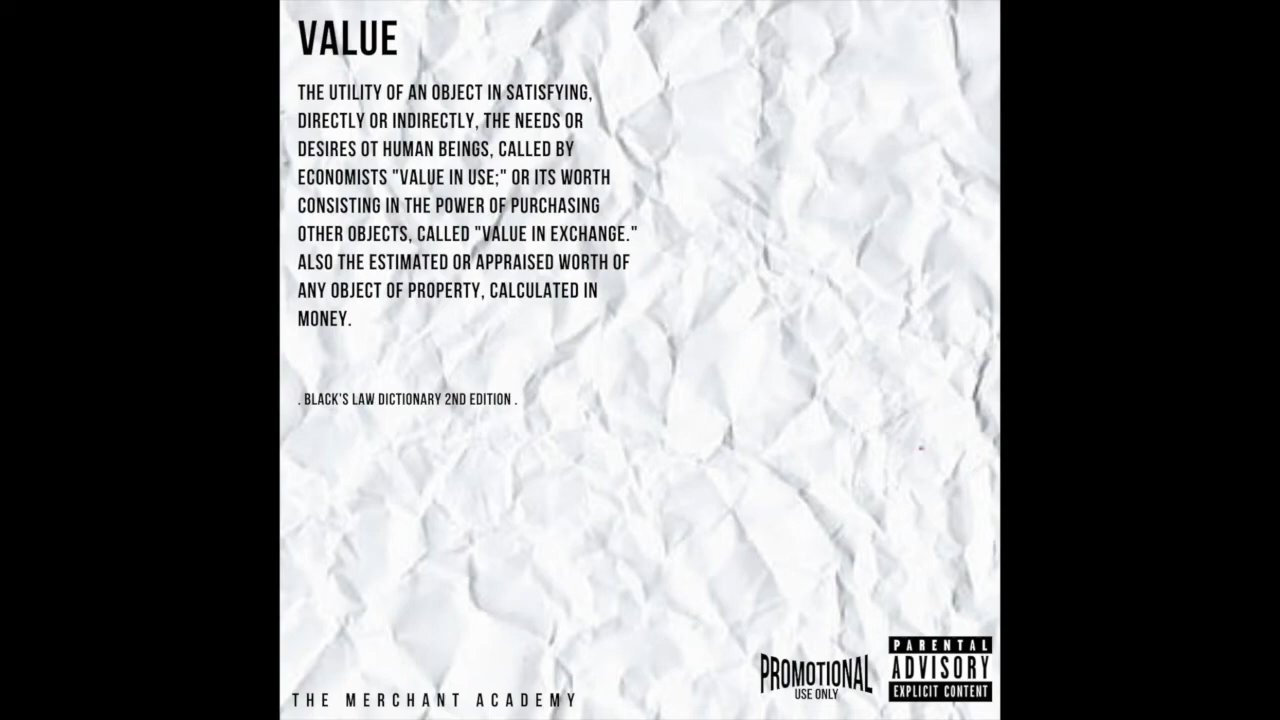 VALUE
THE UTILITY OF AN OBJECT IN SATISFYING,
DIRECTLY OR INDIRECTLY, THE NEEDS OR
DESIRES OT HUMAN BEINGS, CALLED BY
ECONOMISTS "VALUE IN USE;" OR ITS WORTH
CONSISTING IN THE POWER OF PURCHASING
OTHER OBJECTS, CALLED "VALUE IN EXCHANGE."
ALSO THE ESTIMATED OR APPRAISED WORTH OF
ANY OBJECT OF PROPERTY, CALCULATED IN
MONEY.
. BLACK'S LAW DICTIONARY 2ND EDITION .
PROMOTIONAL
USE ONLY
PARENTAL
ADVISORY
EXPLICIT CONTENT
THE MERCHANT ACADEMY